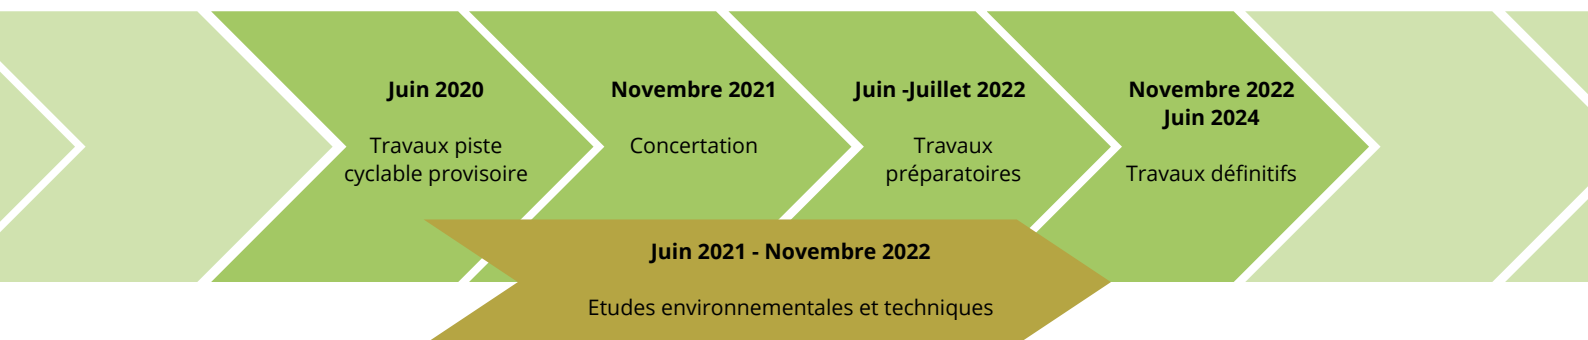 Juin 2020
Travaux piste
cyclable provisoire
Novembre 2021
Concertation
Juin -Juillet 2022
Travaux
préparatoires
Novembre 2022
Juin 2024
Travaux définitifs
Juin 2021 - Novembre 2022
Etudes environnementales et techniques